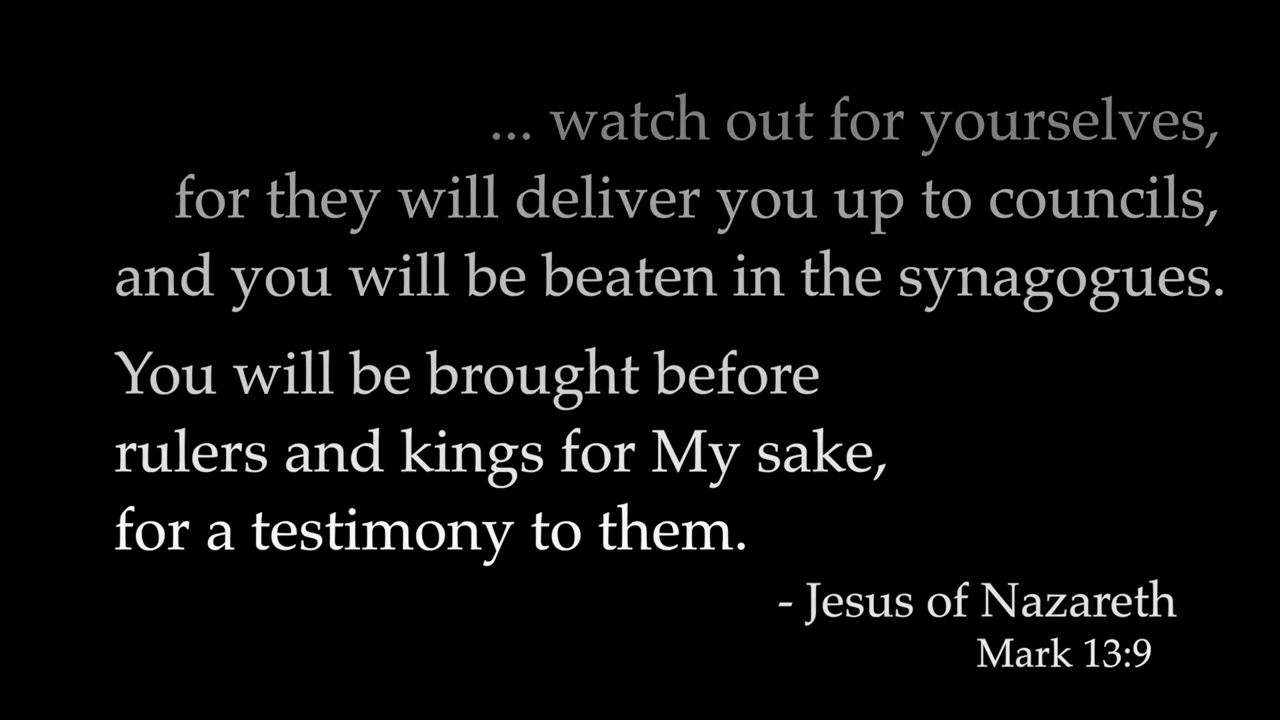 ... watch out for yourselves,
for they will deliver you up to councils,
and you will be beaten in the synagogues.
You will be brought before
rulers and kings for My sake,
for a testimony to them.
- Jesus of Nazareth
Mark 13:9